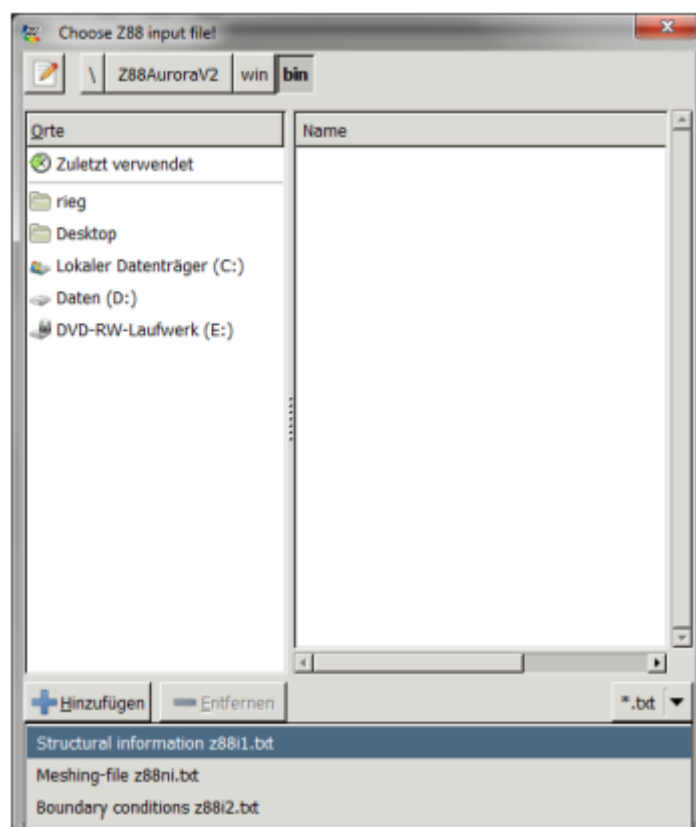 Choose Z88 input file!
\ Z88AuroraV2 win bin
Orte Name
Zuletzt verwendet
rieg
Desktop
Lokaler Datenträger (C:)
Daten (D:)
DVD-RW-Laufwerk (E:)
Hinzufügen Entfernen *.txt
Structural information z88i1.txt
Meshing-file z88ni.txt
Boundary conditions z88i2.txt